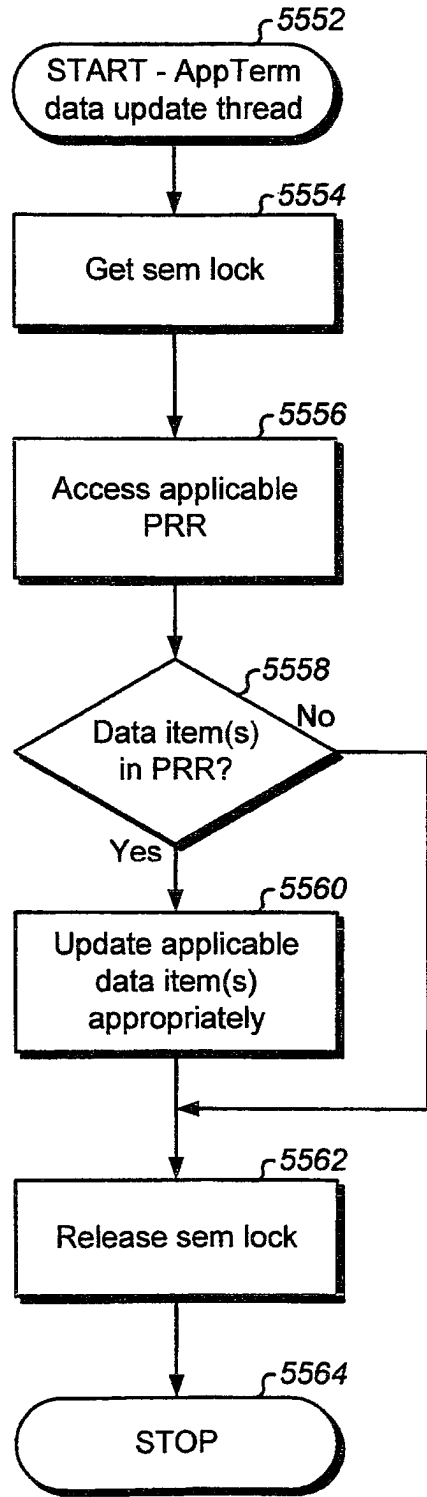 5552
START - AppTerm
data update thread
5554
Get sem lock
5556
Access applicable
PRR
5558
No
Data item(s)
in PRR?
Yes
5560
Update applicable
data item(s)
appropriately
5562
Release sem lock
5564
STOP